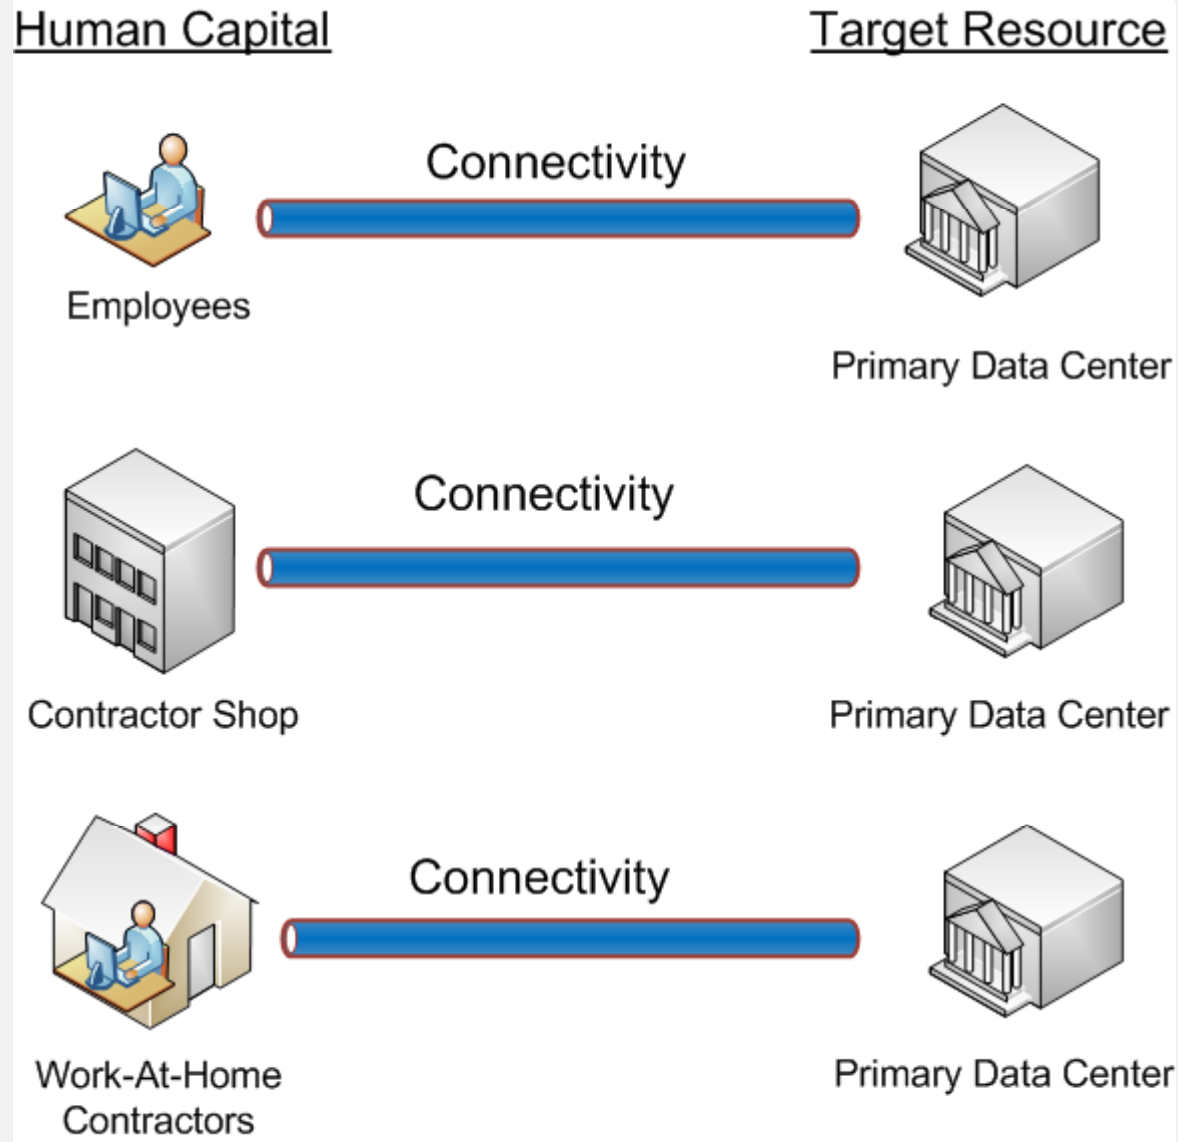 Human Capital
Target Resource
Connectivity
Employees
Primary Data Center
Connectivity
Contractor Shop
Primary Data Center
Connectivity
Work-At-Home
Contractors
Primary Data Center